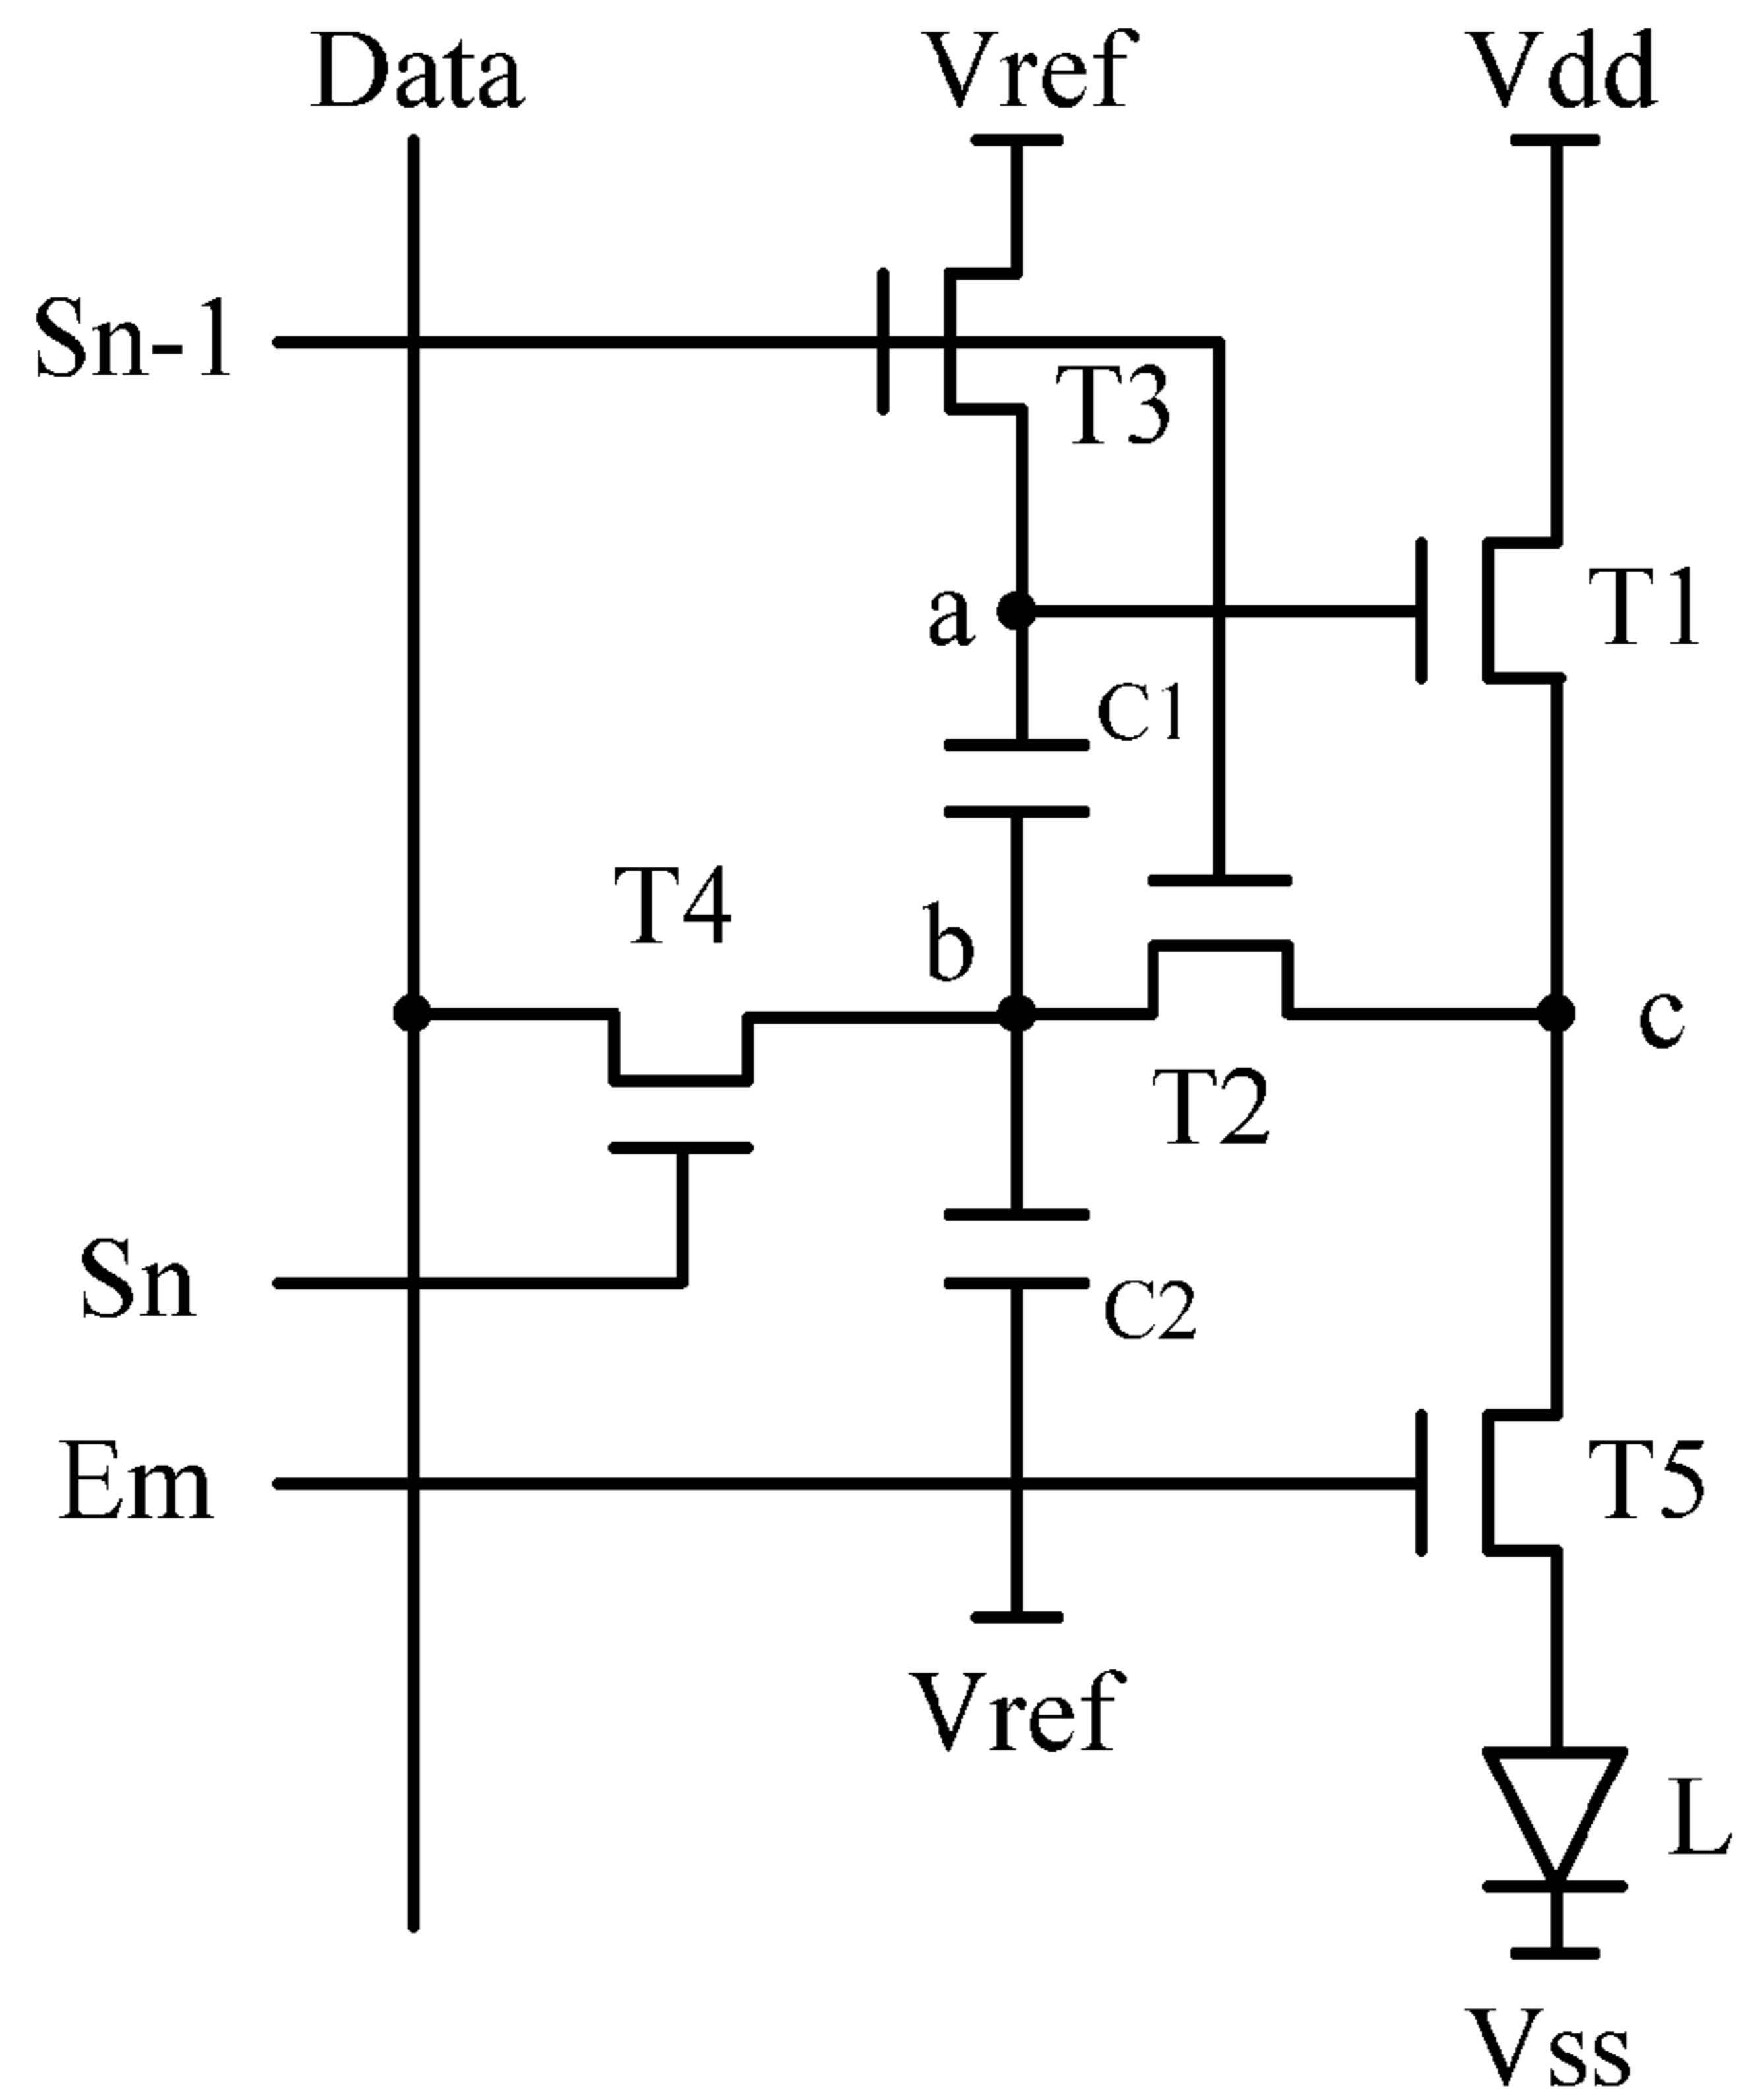 Data Vref Vdd
Sn-1
T3
T1
a
C1
T4
b
c
T2
Sn
C2
Em
T5
Vref
L
Vss